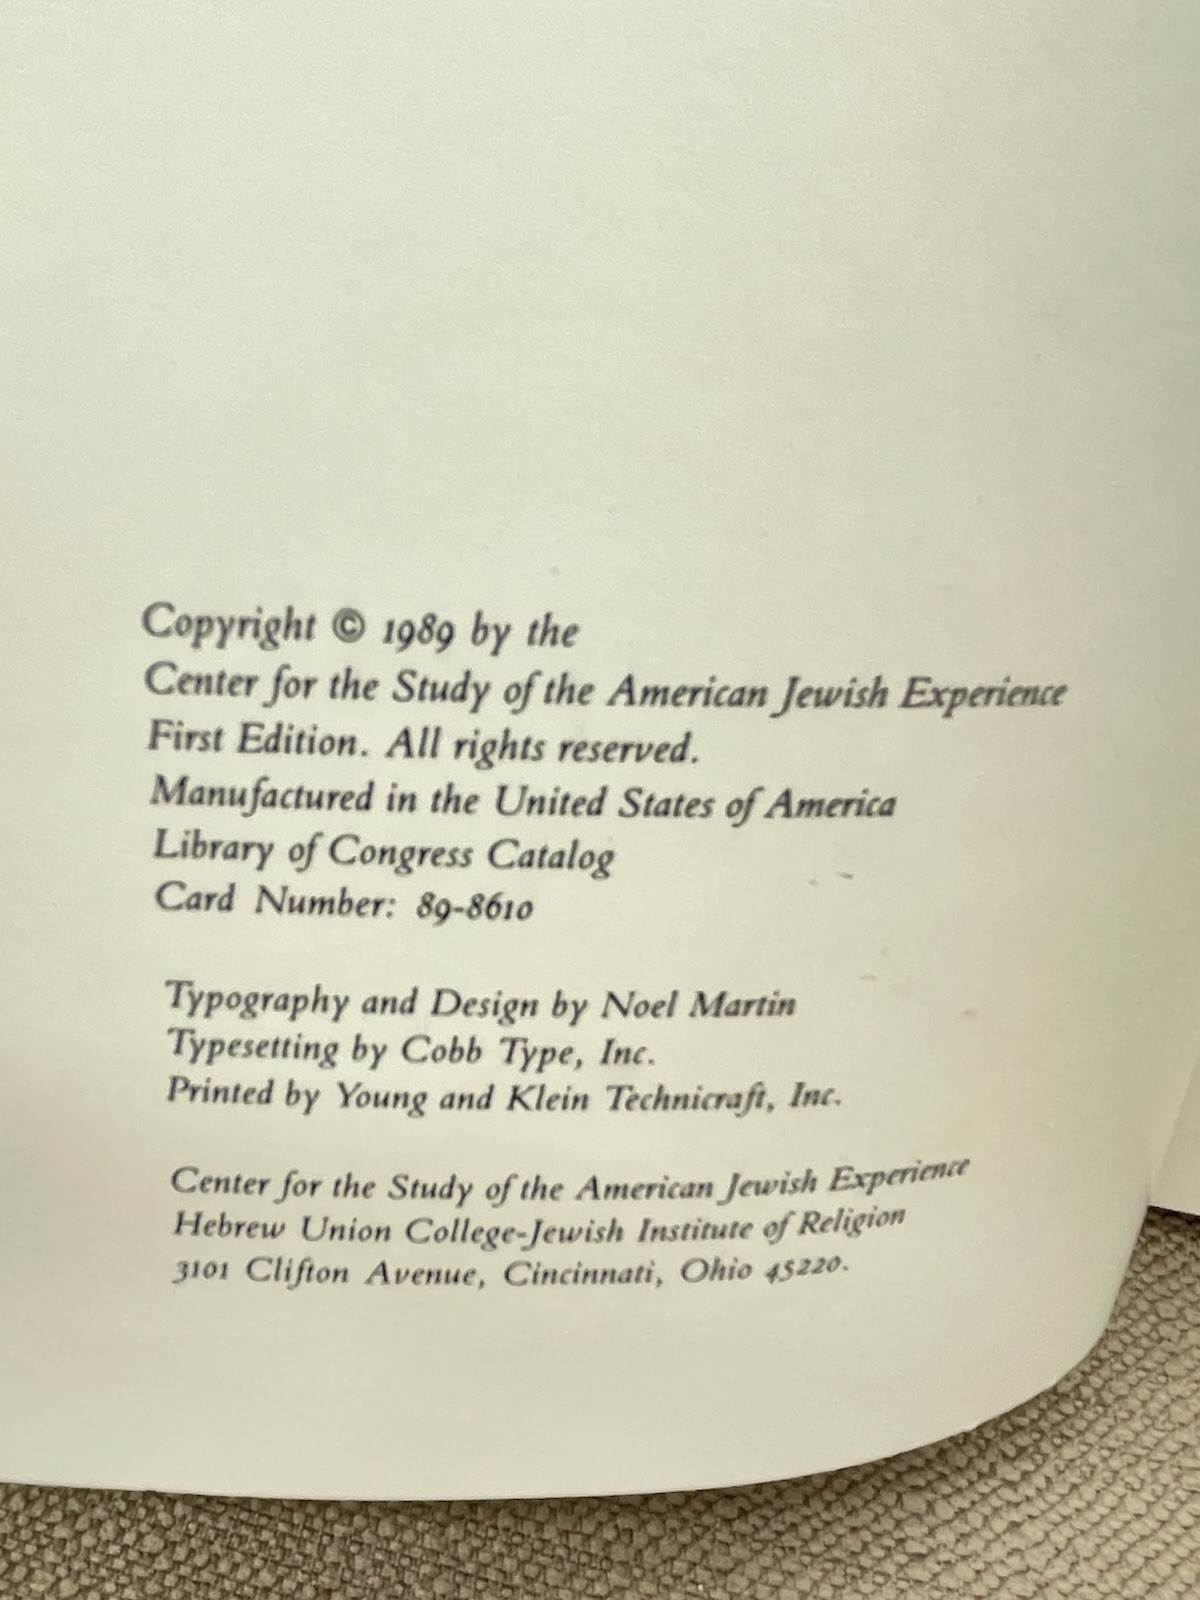 Copyright © 1989 by the
Center for the Study of the American Jewish Experience
First Edition. All rights reserved.
Manufactured in the United States of America
Library of Congress Catalog
Card Number: 89-8610
Typography and Design by Noel Martin
Typesetting by Cobb Type, Inc.
Printed by Young and Klein Technicraft, Inc.
Center for the Study of the American Jewish Experience
Hebrew Union College-Jewish Institute of Religion
3101 Clifton Avenue, Cincinnati, Ohio 45220.